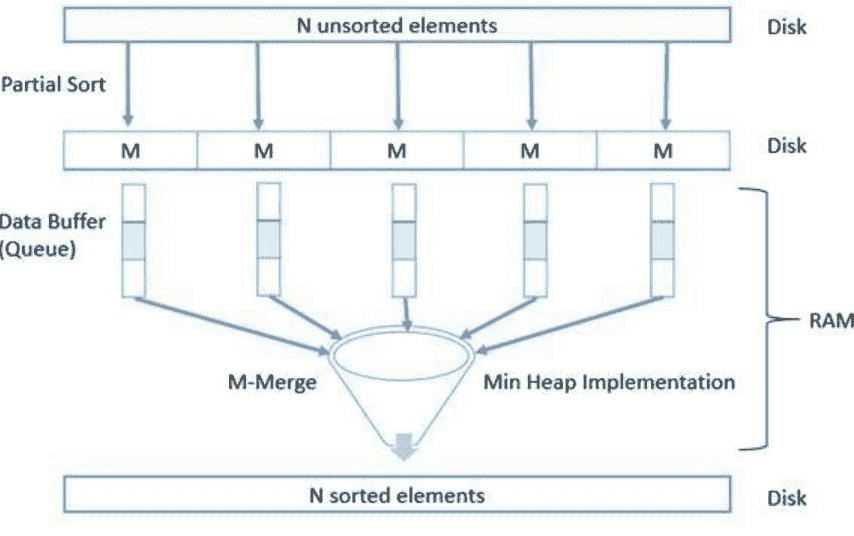 N unsorted elements
Disk
Partial Sort
M
M
M
M
M
Disk
Data Buffer
(Queue)
RAM
M-Merge
Min Heap Implementation
N sorted elements
Disk